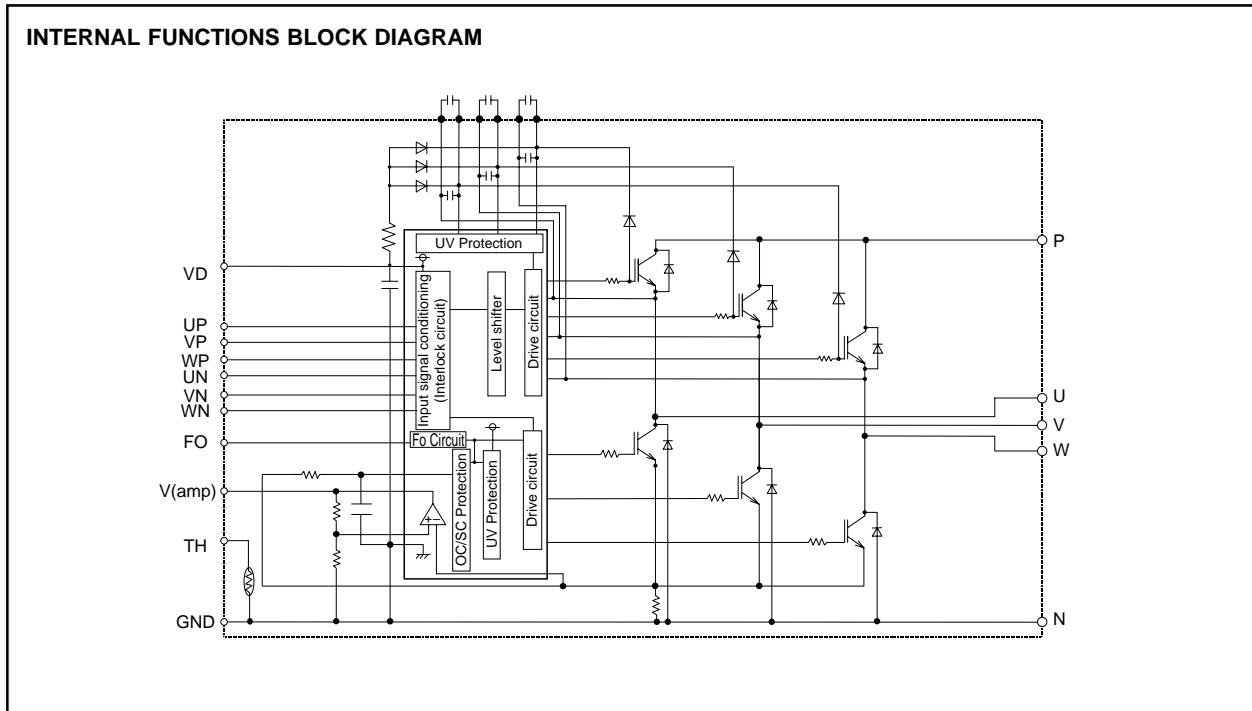 INTERNAL FUNCTIONS BLOCK DIAGRAM
UV Protection
P
VD
UP
VP
WP
UN
VN
WN
Input signal conditioning
(Interlock circuit)
Level shifter
Drive circuit
U
V
W
FO
Fo Circuit
V(amp)
+-
OC/SC Protection
UV Protection
Drive circuit
TH
GND
N